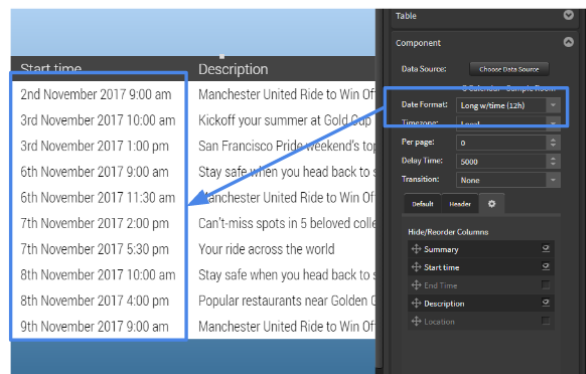 Start time Description
2nd November 2017 9:00 am Manchester United Ride to Win Of
3rd November 2017 10:00 am Kickoff your summer at Gold Cup
3rd November 2017 1:00 pm San Francisco Pride weekend's top
6th November 2017 9:00 am Stay safe when you head back to s
6th November 2017 11:30 am Manchester United Ride to Win Of
7th November 2017 2:00 pm Can't-miss spots in 5 beloved colle
7th November 2017 5:30 pm Your ride across the world
8th November 2017 10:00 am Stay safe when you head back to s
8th November 2017 4:00 pm Popular restaurants near Golden G
9th November 2017 9:00 am Manchester United Ride to Win Of
Table
Component
Data Source: Choose Data Source
Calendar - Sample Room
Date Format: Long w/time (12h)
Timezone: Local
Per page: 0
Delay Time: 5000
Transition: None
Default Header
Hide/Reorder Columns
Summary
Start time
End Time
Description
Location